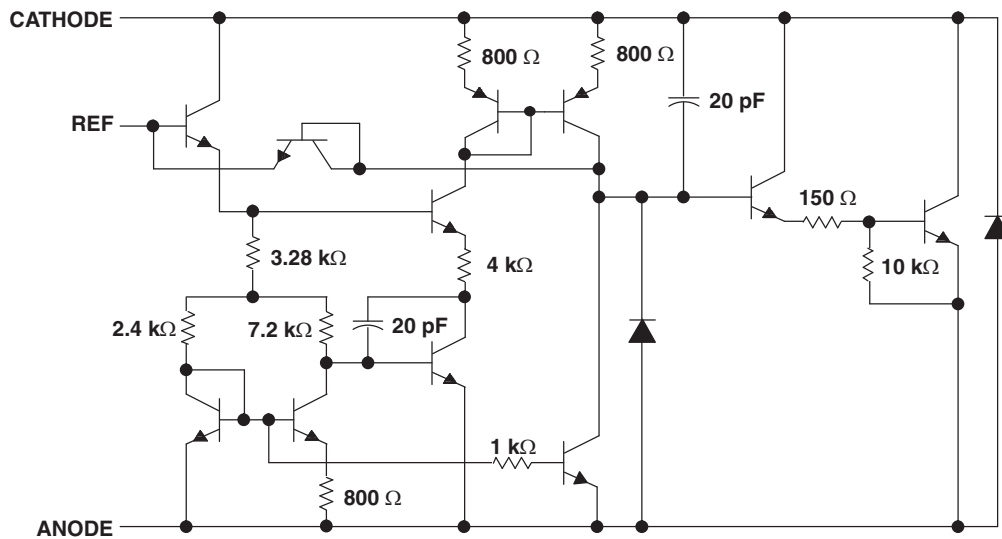 CATHODE
800 Ω
800 Ω
20 pF
REF
150 Ω
3.28 kΩ
4 kΩ
10 kΩ
2.4 kΩ
7.2 kΩ
20 pF
1 kΩ
800 Ω
ANODE